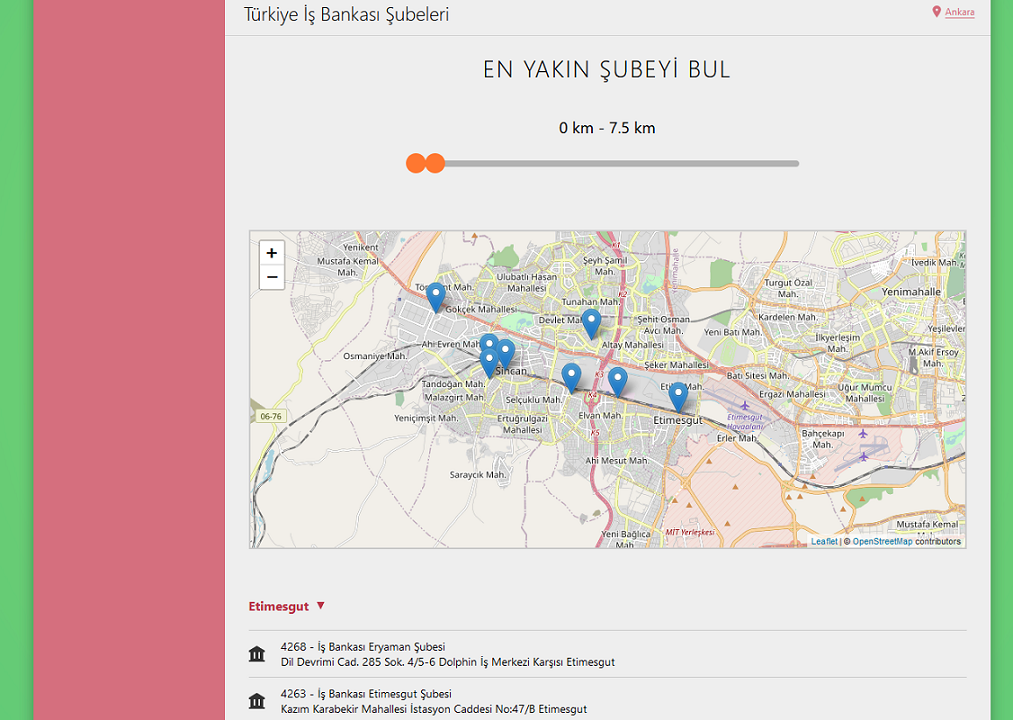 Türkiye İş Bankası Şubeleri
Ankara
EN YAKIN ŞUBEYİ BUL
0 km - 7.5 km
+
−
Yenikent
Mustafa Kemal
Mah.
Şeyh Şamil
Mah.
K1
Yenimahalle
İvedik Mah.
Ulubatlı Hasan
Mahallesi
Turgut Özal
Mah.
Yenimahalle
K2
Tunahan Mah.
Gökçek Mahallesi
Devlet Mah.
Şehit Osman
Avcı Mah.
Kardelen Mah.
Yeni Batı Mah.
İlkyerleşim
Mah.
Ahi Evren Mah.
Altay Mahallesi
Osmaniye Mah.
M.Akif Ersoy
Mah.
Şeker Mahallesi
Sincan
K3
Batı Sitesi Mah.
Tandoğan Mah.
Uğur Mumcu
Mahallesi
Ergazi Mahallesi
Malazgirt Mah.
Selçuklu Mah.
K4
06-76
Yeniçimşit Mah.
Ertuğrulgazi
Mahallesi
Elvan Mah.
Etimesgut
Etimesgut
Havaalanı
K5
Erler Mah.
Bahçekapı
Mah.
Ahi Mesut Mah.
Saraycık Mah.
Yeni Bağlıca
Mah.
MIT Yerleşkesi
Mustafa Kemal
Leaflet | © OpenStreetMap contributors
Etimesgut ▼
4268 - İş Bankası Eryaman Şubesi
Dil Devrimi Cad. 285 Sok. 4/5-6 Dolphin İş Merkezi Karşısı Etimesgut
4263 - İş Bankası Etimesgut Şubesi
Kazım Karabekir Mahallesi İstasyon Caddesi No:47/B Etimesgut